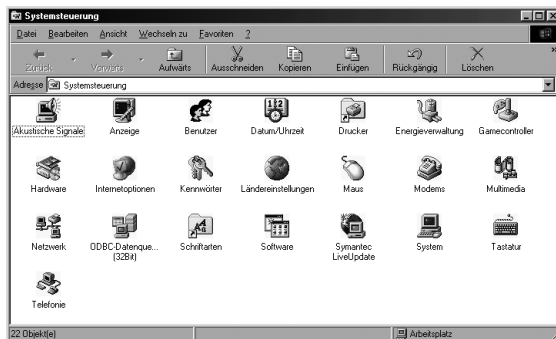 Systemsteuerung
Datei Bearbeiten Ansicht Wechseln zu Favoriten ?
Zurück Vorwärts Aufwärts Ausschneiden Kopieren Einfügen Rückgängig Löschen »
Adresse Systemsteuerung
Akustische Signale Anzeige Benutzer Datum/Uhrzeit Drucker Energieverwaltung Gamecontroller
Hardware Internetoptionen Kennwörter Ländereinstellungen Maus Modems Multimedia
Netzwerk ODBC-Datenque... Schriftarten Software Symantec System Tastatur
(32Bit) LiveUpdate
Telefonie
22 Objekt(e) Arbeitsplatz